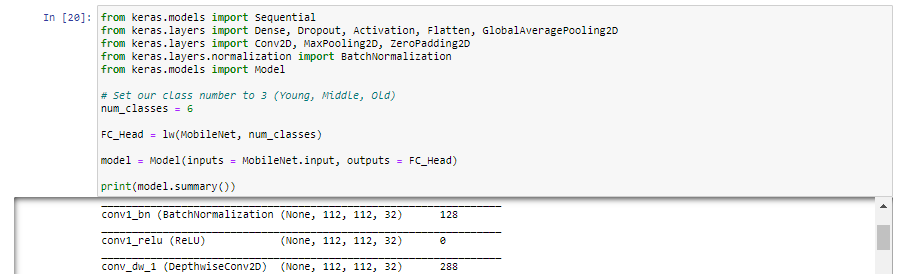 In [20]: from keras.models import Sequential
from keras.layers import Dense, Dropout, Activation, Flatten, GlobalAveragePooling2D
from keras.layers import Conv2D, MaxPooling2D, ZeroPadding2D
from keras.layers.normalization import BatchNormalization
from keras.models import Model
# Set our class number to 3 (Young, Middle, Old)
num_classes = 6
FC_Head = lw(MobileNet, num_classes)
model = Model(inputs = MobileNet.input, outputs = FC_Head)
print(model.summary())
conv1_bn (BatchNormalization (None, 112, 112, 32) 128
conv1_relu (ReLU) (None, 112, 112, 32) 0
conv_dw_1 (DepthwiseConv2D) (None, 112, 112, 32) 288